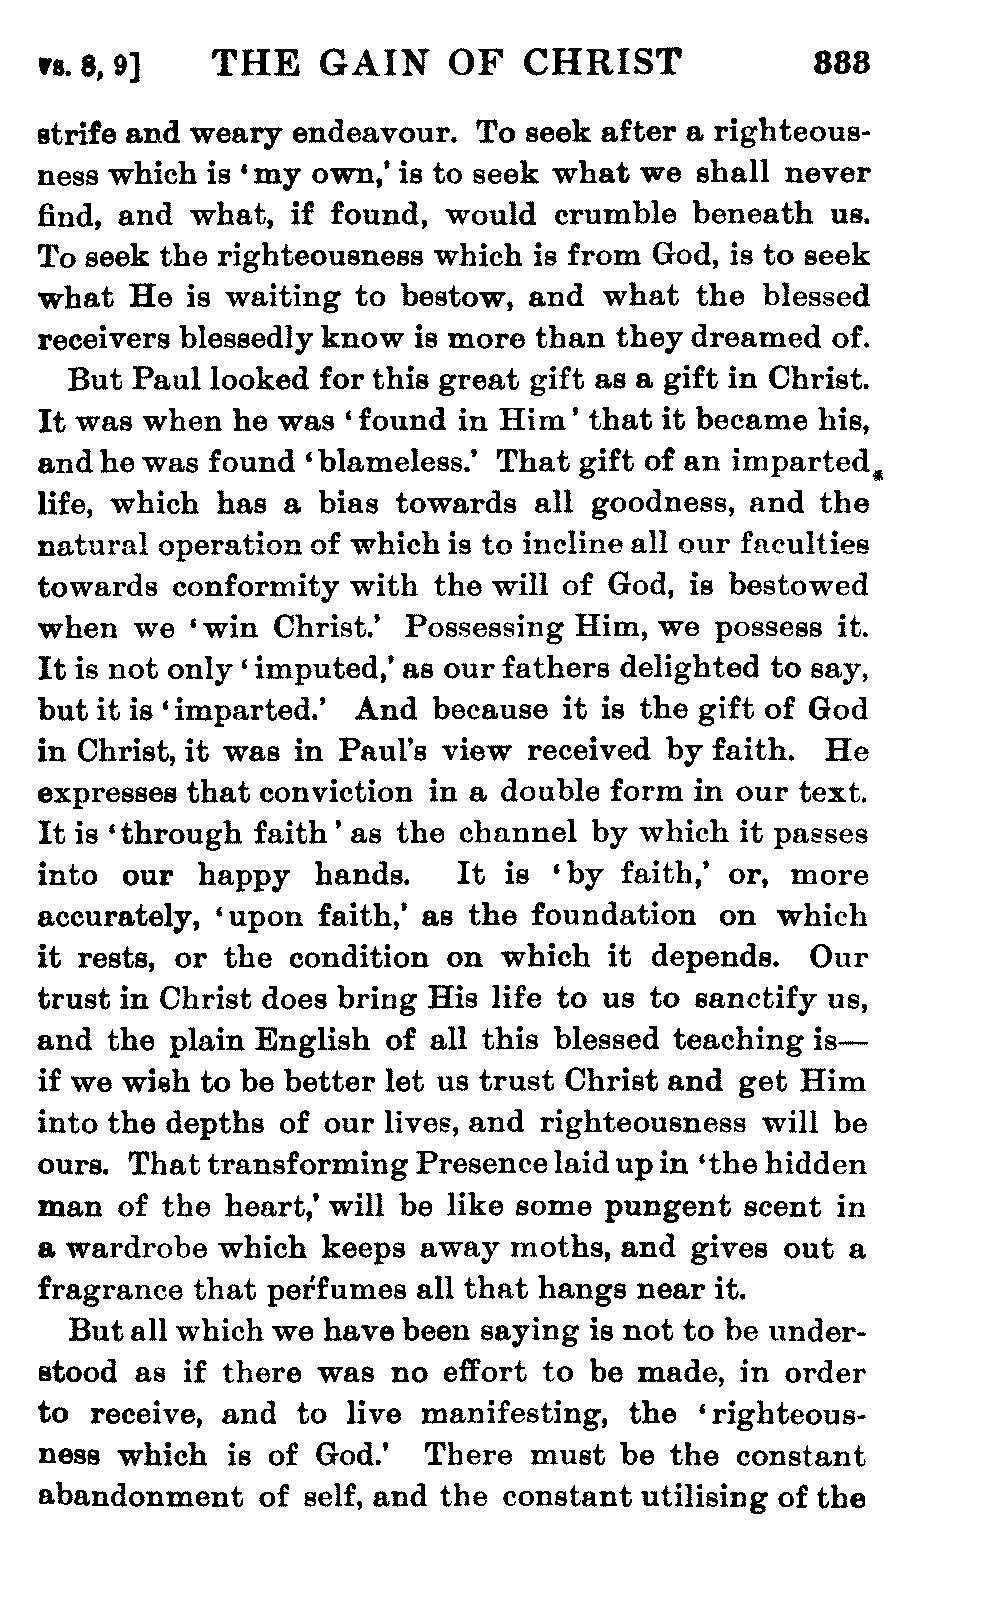 vs. 8, 9] THE GAIN OF CHRIST 333
strife and weary endeavour. To seek after a righteous-
ness which is ‘my own,’ is to seek what we shall never
find, and what, if found, would crumble beneath us.
To seek the righteousness which is from God, is to seek
what He is waiting to bestow, and what the blessed
receivers blessedly know is more than they dreamed of.
But Paul looked for this great gift as a gift in Christ.
It was when he was ‘found in Him’ that it became his,
and he was found ‘blameless.’ That gift of an imparted
life, which has a bias towards all goodness, and the
natural operation of which is to incline all our faculties
towards conformity with the will of God, is bestowed
when we ‘win Christ.’ Possessing Him, we possess it.
It is not only ‘imputed,’ as our fathers delighted to say,
but it is ‘imparted.’ And because it is the gift of God
in Christ, it was in Paul's view received by faith. He
expresses that conviction in a double form in our text.
It is ‘through faith’ as the channel by which it passes
into our happy hands. It is ‘by faith,’ or, more
accurately, ‘upon faith,’ as the foundation on which
it rests, or the condition on which it depends. Our
trust in Christ does bring His life to us to sanctify us,
and the plain English of all this blessed teaching is—
if we wish to be better let us trust Christ and get Him
into the depths of our lives, and righteousness will be
ours. That transforming Presence laid up in ‘the hidden
man of the heart,’ will be like some pungent scent in
a wardrobe which keeps away moths, and gives out a
fragrance that perfumes all that hangs near it.
But all which we have been saying is not to be under-
stood as if there was no effort to be made, in order
to receive, and to live manifesting, the ‘righteous-
ness which is of God.’ There must be the constant
abandonment of self, and the constant utilising of the